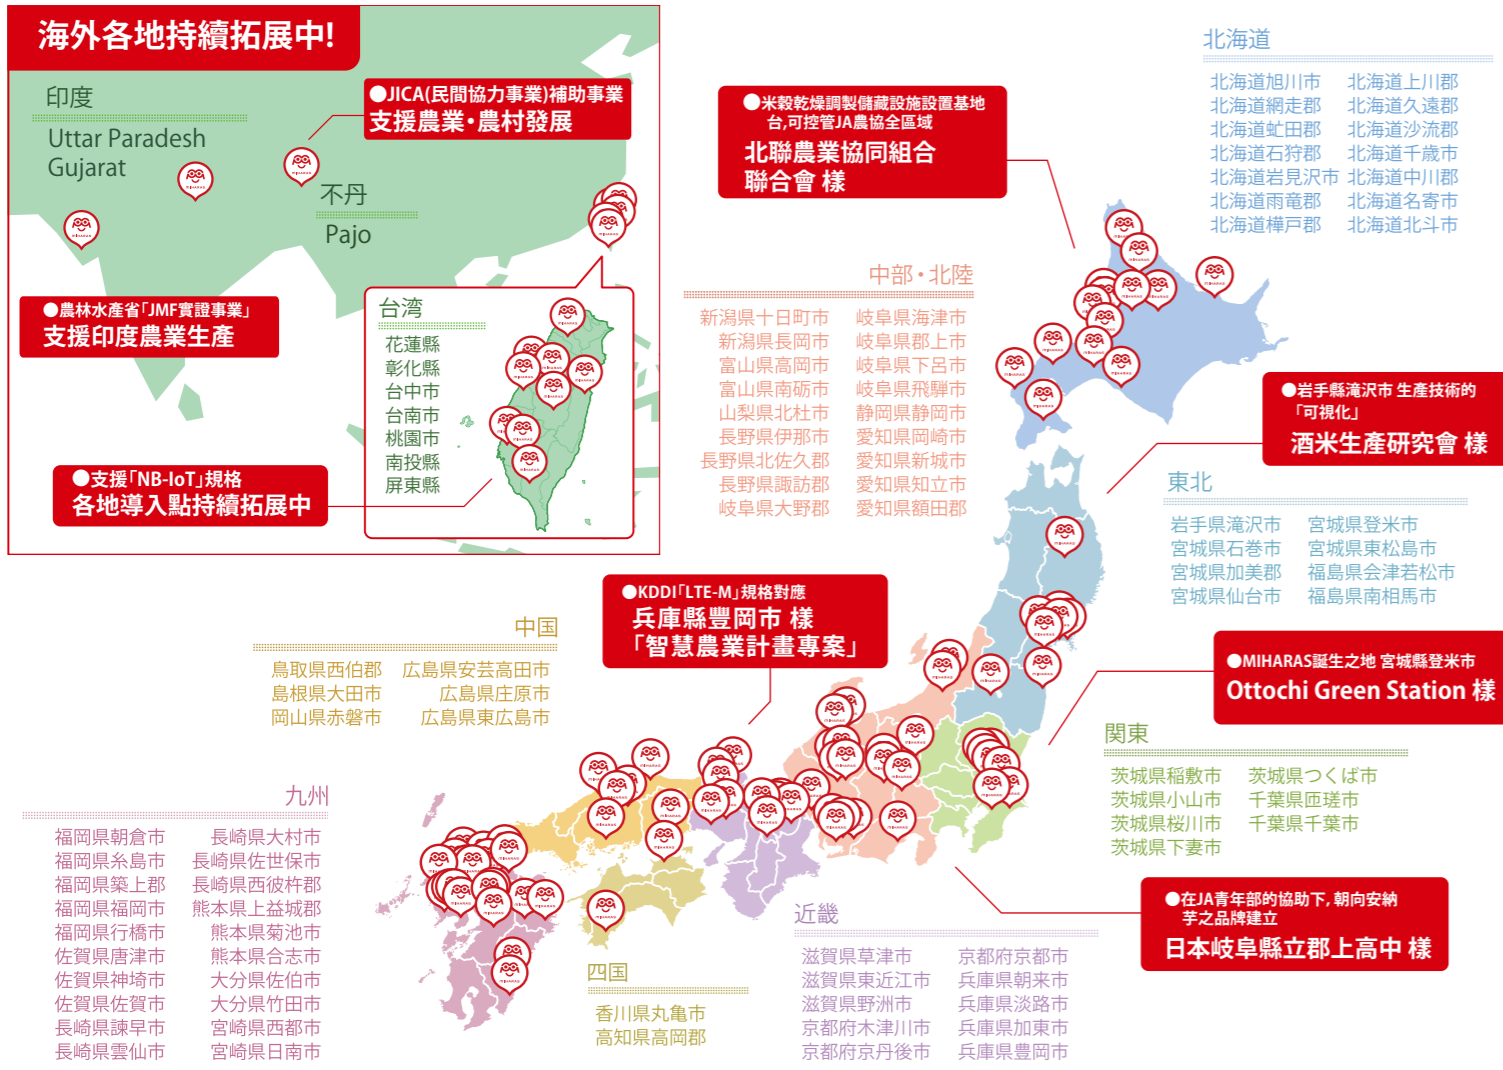 海外各地持續拓展中!
印度
Uttar Paradesh
Gujarat
●JICA(民間協力事業)補助事業
支援農業・農村發展
不丹
Pajo
●農林水產省「JMF實證事業」
支援印度農業生產
台湾
花蓮縣
彰化縣
台中市
台南市
桃園市
南投縣
屏東縣
●支援「NB-IoT」規格
各地導入點持續拓展中
●米穀乾燥調製儲藏設施設置基地
台,可控管JA農協全區域
北聯農業協同組合
聯合會 樣
北海道
北海道旭川市 北海道上川郡
北海道網走郡 北海道久遠郡
北海道虻田郡 北海道沙流郡
北海道石狩郡 北海道千歳市
北海道岩見沢市 北海道中川郡
北海道雨竜郡 北海道名寄市
北海道樺戸郡 北海道北斗市
中部・北陸
新潟県十日町市 岐阜県海津市
新潟県長岡市 岐阜県郡上市
富山県高岡市 岐阜県下呂市
富山県南砺市 岐阜県飛騨市
山梨県北杜市 静岡県静岡市
長野県伊那市 愛知県岡崎市
長野県北佐久郡 愛知県新城市
長野県諏訪郡 愛知県知立市
岐阜県大野郡 愛知県額田郡
●岩手縣滝沢市 生產技術的
「可視化」
酒米生產研究會 樣
東北
岩手県滝沢市 宮城県登米市
宮城県石巻市 宮城県東松島市
宮城県加美郡 福島県会津若松市
宮城県仙台市 福島県南相馬市
●KDDI「LTE-M」規格對應
兵庫縣豐岡市 樣
「智慧農業計畫專案」
中国
鳥取県西伯郡 広島県安芸高田市
島根県大田市 広島県庄原市
岡山県赤磐市 広島県東広島市
●MIHARAS誕生之地 宮城縣登米市
Ottochi Green Station 樣
関東
茨城県稲敷市 茨城県つくば市
茨城県小山市 千葉県匝瑳市
茨城県桜川市 千葉県千葉市
茨城県下妻市
九州
福岡県朝倉市 長崎県大村市
福岡県糸島市 長崎県佐世保市
福岡県築上郡 長崎県西彼杵郡
福岡県福岡市 熊本県上益城郡
福岡県行橋市 熊本県菊池市
佐賀県唐津市 熊本県合志市
佐賀県神埼市 大分県佐伯市
佐賀県佐賀市 大分県竹田市
長崎県諫早市 宮崎県西都市
長崎県雲仙市 宮崎県日南市
四国
香川県丸亀市
高知県高岡郡
近畿
滋賀県草津市 京都府京都市
滋賀県東近江市 兵庫県朝来市
滋賀県野洲市 兵庫県淡路市
京都府木津川市 兵庫県加東市
京都府京丹後市 兵庫県豊岡市
●在JA青年部的協助下, 朝向安納
芋之品牌建立
日本岐阜縣立郡上高中 樣